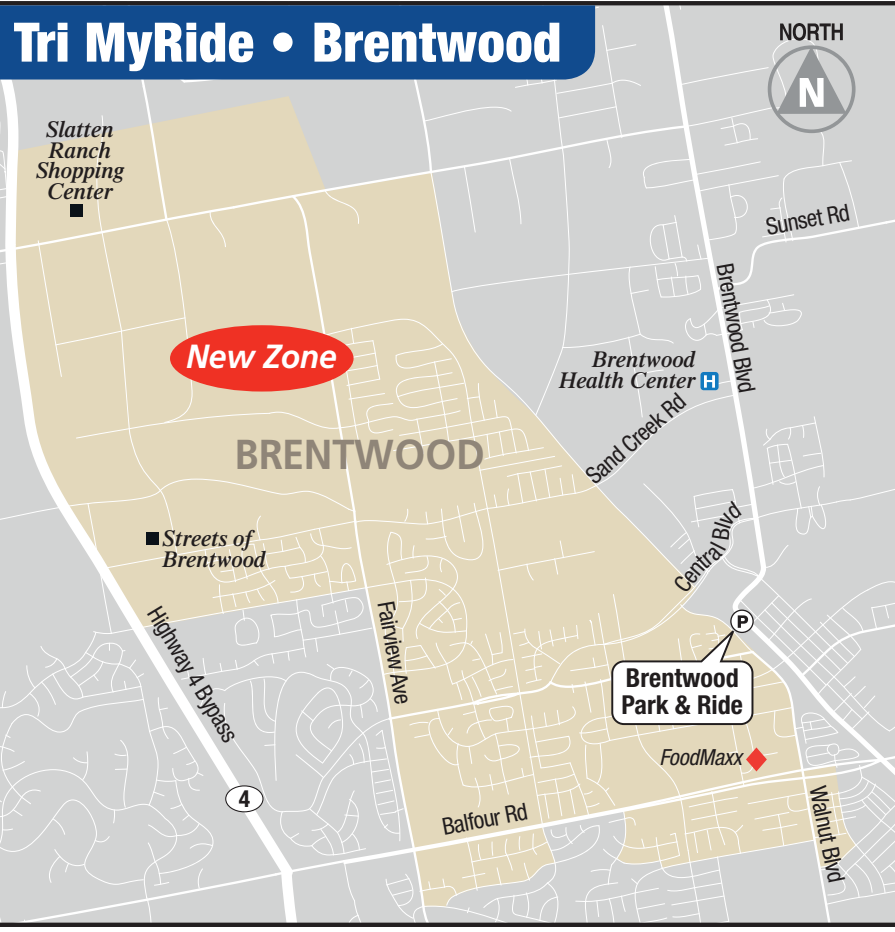 Tri MyRide • Brentwood
NORTH
N
Slatten
Ranch
Shopping
Center
Sunset Rd
Brentwood Blvd
New Zone
Brentwood
Health Center H
Sand Creek Rd
BRENTWOOD
Streets of
Brentwood
Central Blvd
Highway 4 Bypass
Fairview Ave
P
Brentwood
Park & Ride
FoodMaxx
4
Balfour Rd
Walnut Blvd